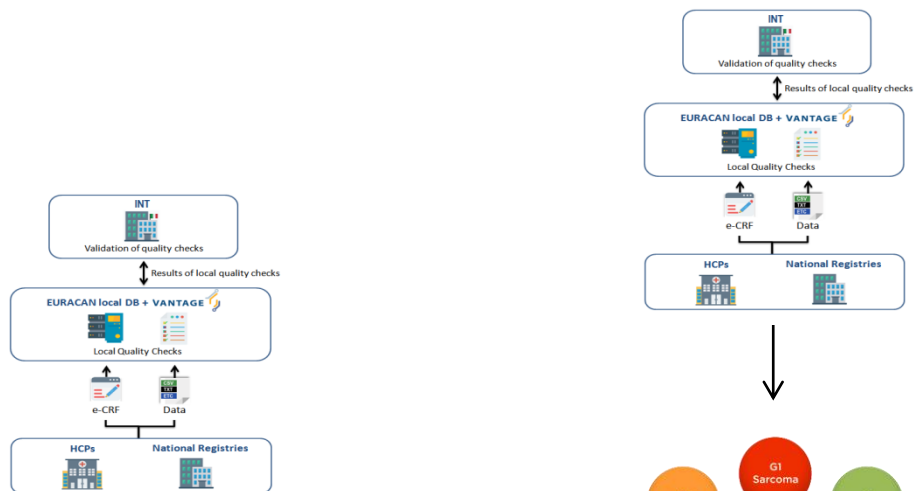 INT
Validation of quality checks
Results of local quality checks
EURACAN local DB + VANTAGE
Local Quality Checks
CSV
TXT
ETC
e-CRF
Data
HCPs
National Registries
INT
Validation of quality checks
Results of local quality checks
EURACAN local DB + VANTAGE
Local Quality Checks
CSV
TXT
ETC
e-CRF
Data
HCPs
National Registries
G1
Sarcoma